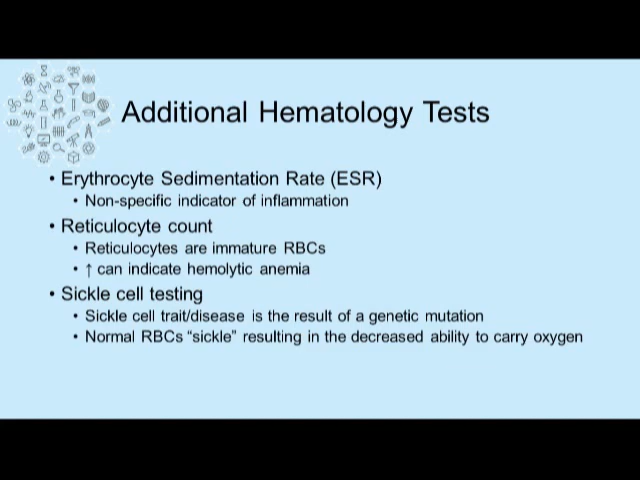 Additional Hematology Tests
• Erythrocyte Sedimentation Rate (ESR)
• Non-specific indicator of inflammation
• Reticulocyte count
• Reticulocytes are immature RBCs
• ↑ can indicate hemolytic anemia
• Sickle cell testing
• Sickle cell trait/disease is the result of a genetic mutation
• Normal RBCs “sickle” resulting in the decreased ability to carry oxygen